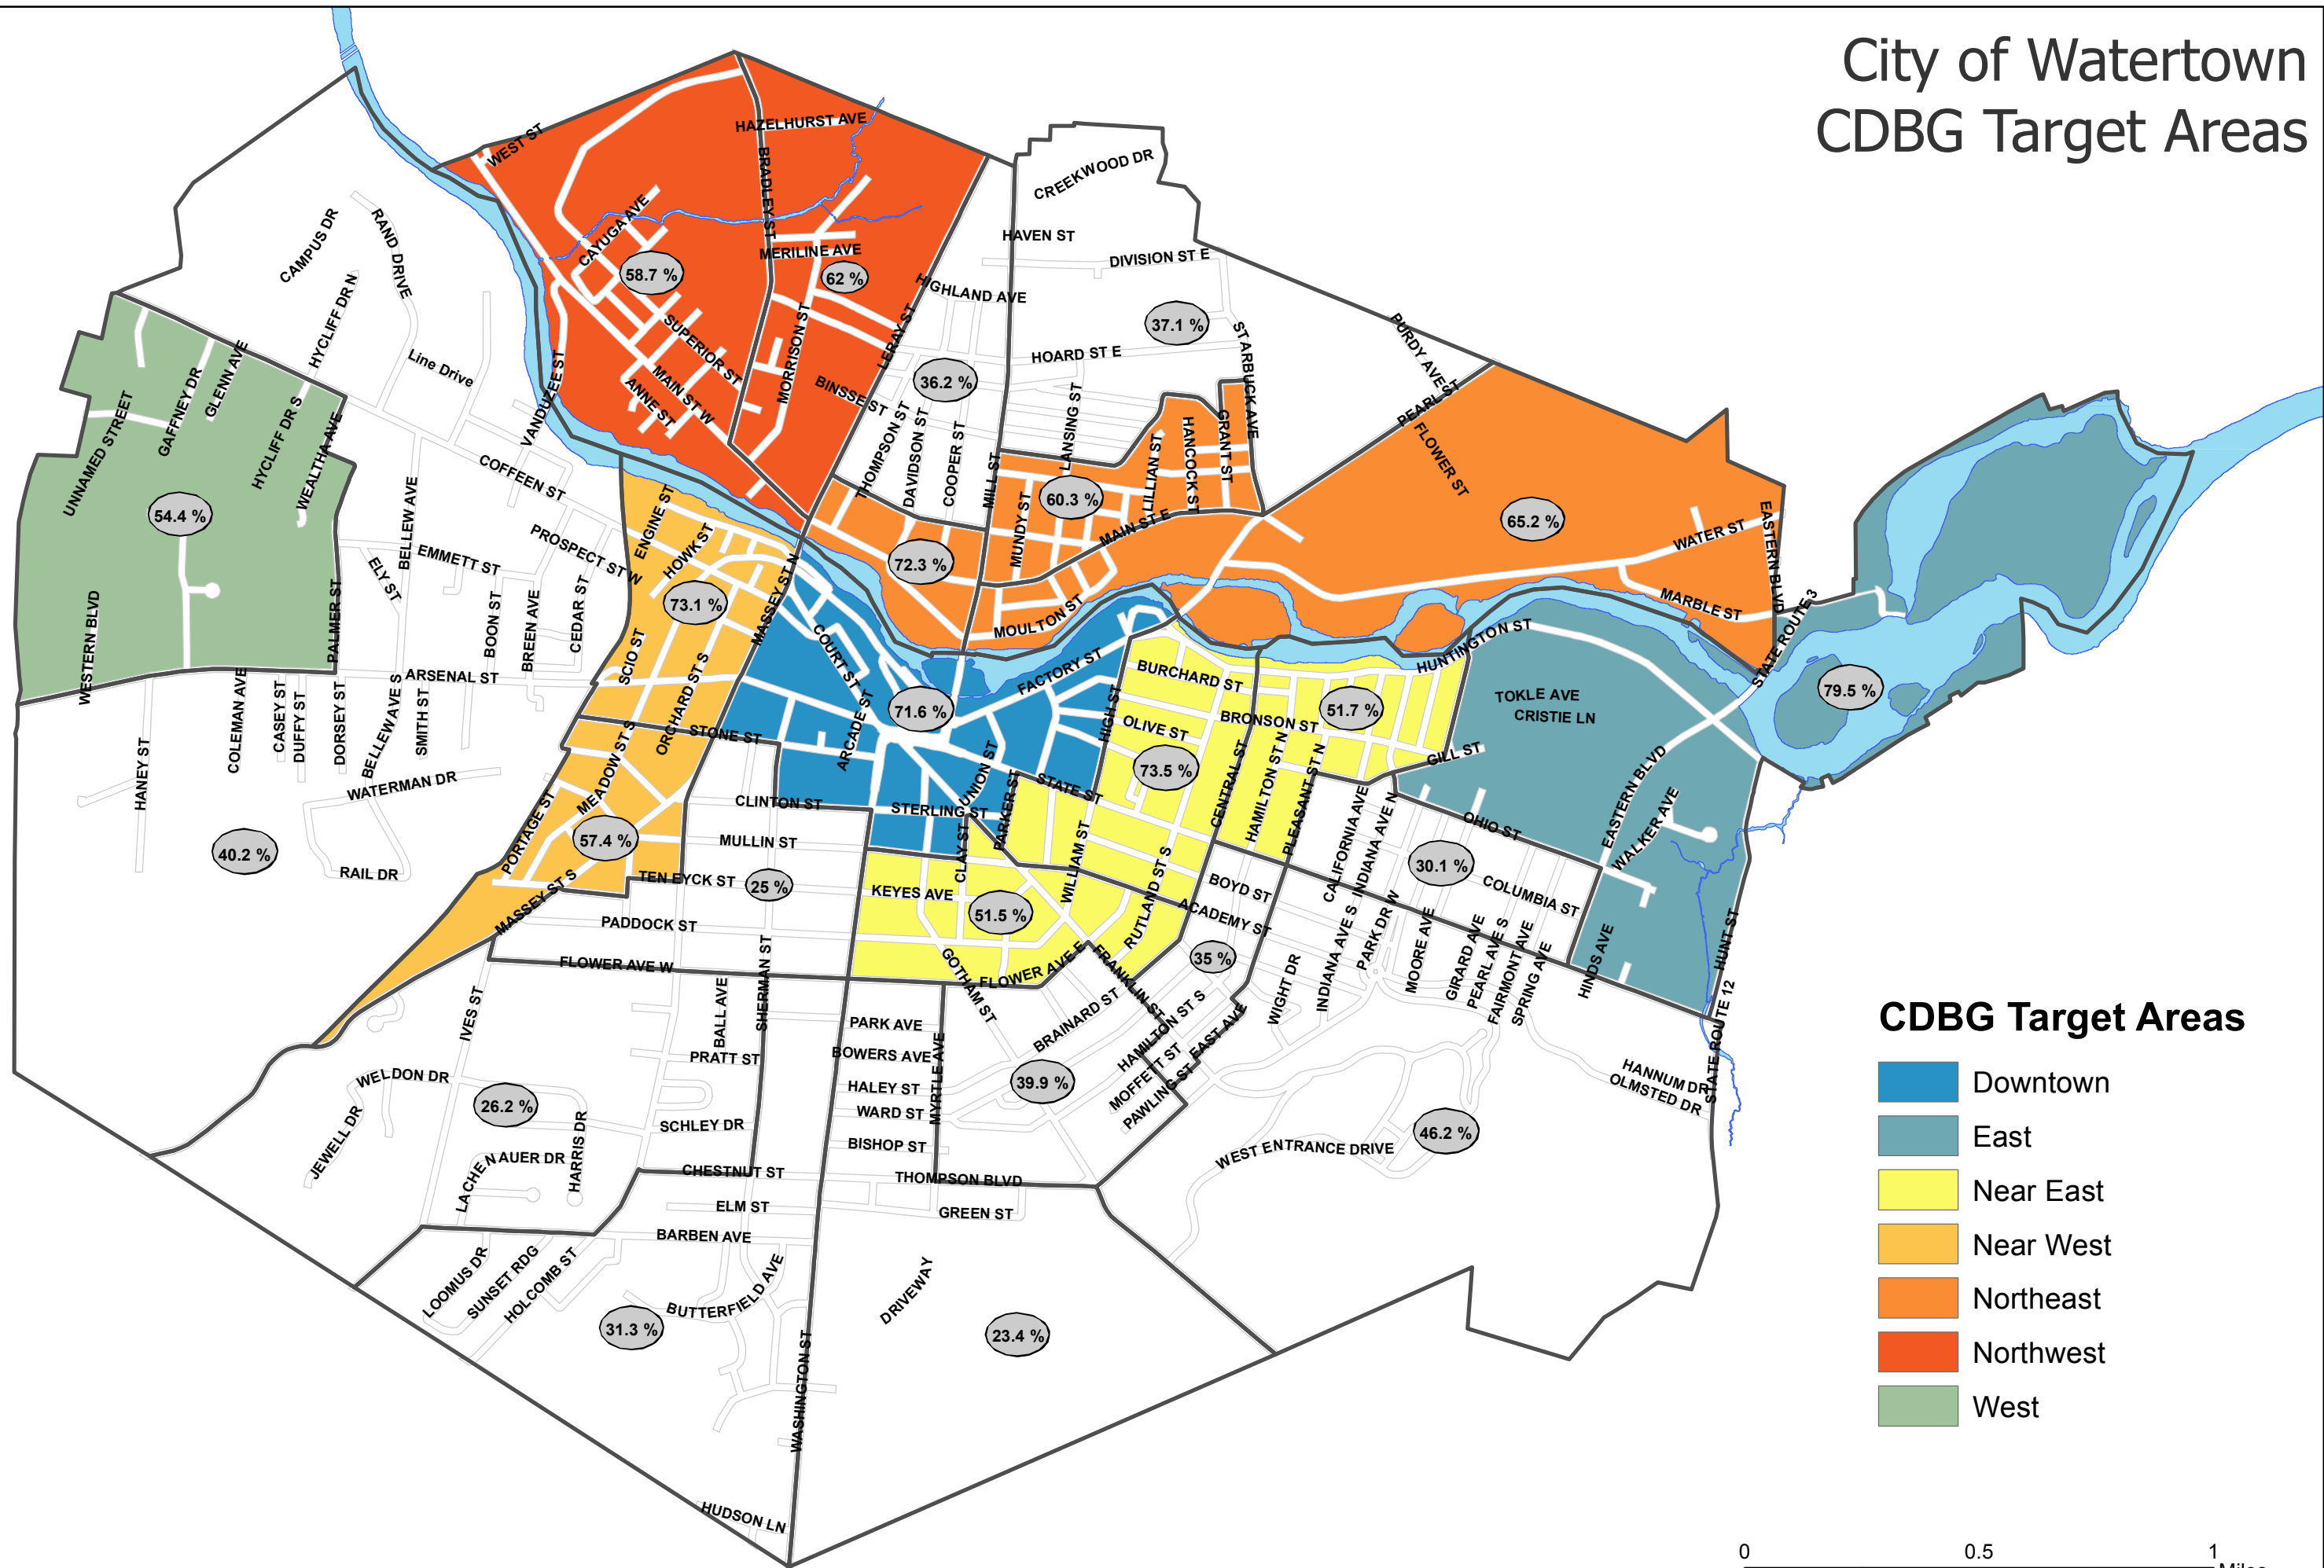 City of Watertown
CDBG Target Areas
WEST ST
HAZELHURST AVE
BRADLEY ST
CREEKWOOD DR
CAMPUS DR
RAND DRIVE
CAYUGA AVE
MERILINE AVE
HAVEN ST
DIVISION ST E
58.7 %
62 %
HIGHLAND AVE
HYCLIFF DR N
SUPERIOR ST
MORRISON ST
LERAY ST
37.1 %
STARBUCK AVE
PURDY AVE
HOARD ST E
Line Drive
VANDUZEE ST
MAIN ST W
ANNE ST
BINSSE ST
36.2 %
UNNAMED STREET
GAFFNEY DR
GLENN AVE
HYCLIFF DR S
WEALTHA AVE
THOMPSON ST
DAVIDSON ST
COOPER ST
MILL ST
LANSING ST
LILLIAN ST
HANCOCK ST
GRANT ST
PEARL ST
FLOWER ST
54.4 %
COFFEEN ST
BELLEW AVE
ENGINE ST
HOWK ST
PROSPECT ST W
60.3 %
MUNDY ST
MAIN ST E
65.2 %
WATER ST
EASTERN BLVD
EMMETT ST
ELY ST
72.3 %
73.1 %
MASSEY ST N
MOULTON ST
MARBLE ST
STATE ROUTE 3
WESTERN BLVD
PALMER ST
BOON ST
BREEN AVE
CEDAR ST
SCIO ST
ORCHARD ST S
COURT ST
FACTORY ST
HUNTINGTON ST
BURCHARD ST
79.5 %
ARSENAL ST
TOKLE AVE
CRISTIE LN
71.6 %
ARCADE ST
HIGH ST
OLIVE ST
BRONSON ST
51.7 %
HANEY ST
COLEMAN AVE
CASEY ST
DUFFY ST
DORSEY ST
BELLEW AVE S
SMITH ST
STONE ST
MEADOW ST S
GILL ST
73.5 %
STATE ST
UNION ST
PARKER ST
CENTRAL ST
HAMILTON ST N
PLEASANT ST N
EASTERN BLVD
WALKER AVE
WATERMAN DR
PORTAGE ST
CLINTON ST
STERLING ST
CALIFORNIA AVE
INDIANA AVE N
OHIO ST
40.2 %
57.4 %
MULLIN ST
CLAY ST
WILLIAM ST
RUTLAND ST S
30.1 %
RAIL DR
TEN EYCK ST
25 %
KEYES AVE
BOYD ST
COLUMBIA ST
MASSEY ST S
PADDOCK ST
51.5 %
ACADEMY ST
INDIANA AVE S
PARK DR W
MOORE AVE
GIRARD AVE
PEARL AVE S
FAIRMONT AVE
SPRING AVE
HINDS AVE
HUNT ST
FLOWER AVE W
SHERMAN ST
GOTHAM ST
FLOWER AVE E
FRANKLIN ST
35 %
WIGHT DR
IVES ST
BALL AVE
PARK AVE
BRAINARD ST
HAMILTON ST S
EAST AVE
STATE ROUTE 12
CDBG Target Areas
PRATT ST
BOWERS AVE
MYRTLE AVE
MOFFETT ST
PAWLING ST
HANNUM DR
OLMSTED DR
WELDON DR
HALEY ST
39.9 %
Downtown
26.2 %
JEWELL DR
HARRIS DR
SCHLEY DR
WARD ST
46.2 %
East
BISHOP ST
WEST ENTRANCE DRIVE
LACHENAUER DR
CHESTNUT ST
THOMPSON BLVD
Near East
ELM ST
GREEN ST
BARBEN AVE
Near West
LOOMUS DR
SUNSET RDG
HOLCOMB ST
BUTTERFIELD AVE
DRIVEWAY
Northeast
31.3 %
23.4 %
WASHINGTON ST
Northwest
West
HUDSON LN
0 0.5 1
Miles